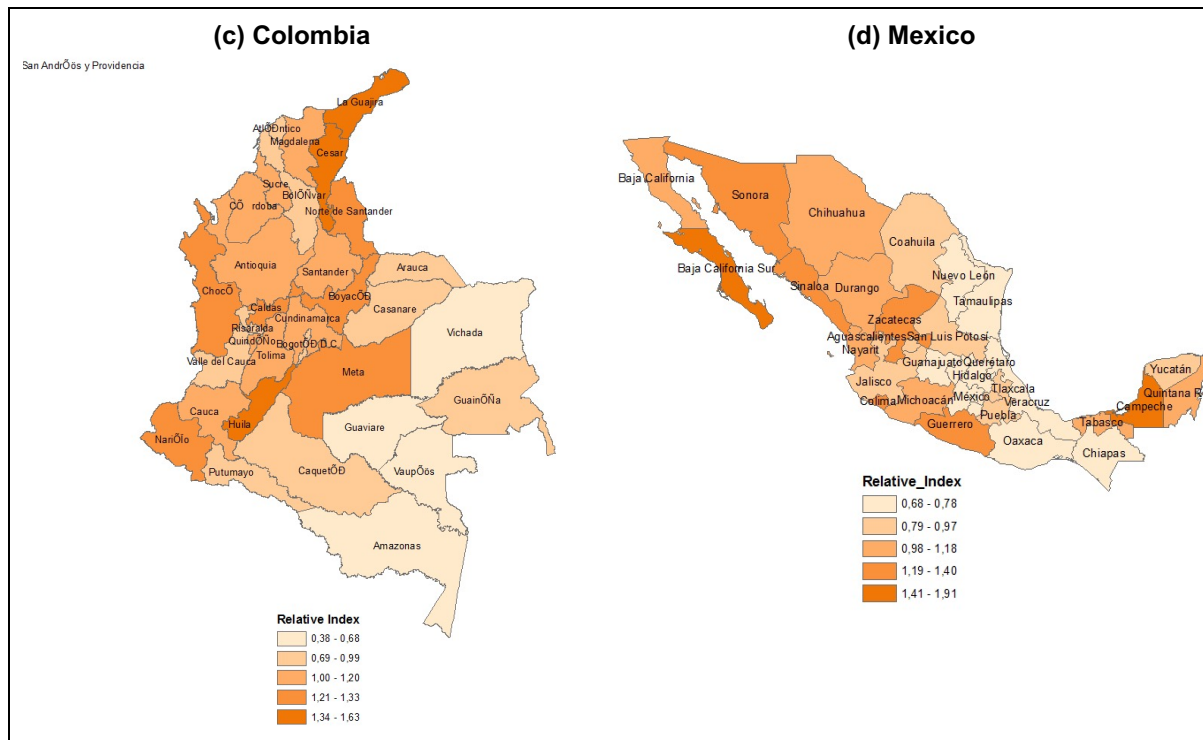 (c) Colombia
San AndrÕös y Providencia
La Guajira
AtlÕÐntico
Magdalena
Cesar
Sucre
BolÕÑvar
CÕ rdoba
Norte de Santander
Antioquia
Santander
Arauca
ChocÕ
Caldas
BoyacÕÐ
Casanare
Risaralda
Cundinamarca
Vichada
QuindÕÑo
BogotÕÐ D.C.
Tolima
Valle del Cauca
Meta
GuainÕÑa
Cauca
Huila
Guaviare
NariÕÏo
Putumayo
CaquetÕÐ
VaupÕös
Amazonas
Relative Index
0,38 - 0,68
0,69 - 0,99
1,00 - 1,20
1,21 - 1,33
1,34 - 1,63
(d) Mexico
Baja California
Sonora
Chihuahua
Coahuila
Baja California Sur
Nuevo León
Sinaloa
Durango
Tamaulipas
Zacatecas
Aguascalientes
San Luis Potosí
Nayarit
Guanajuato
Querétaro
Hidalgo
Yucatán
Jalisco
Tlaxcala
Quintana R
Colima
Michoacán
México
Veracruz
Campeche
Puebla
Guerrero
Tabasco
Oaxaca
Chiapas
Relative_Index
0,68 - 0,78
0,79 - 0,97
0,98 - 1,18
1,19 - 1,40
1,41 - 1,91